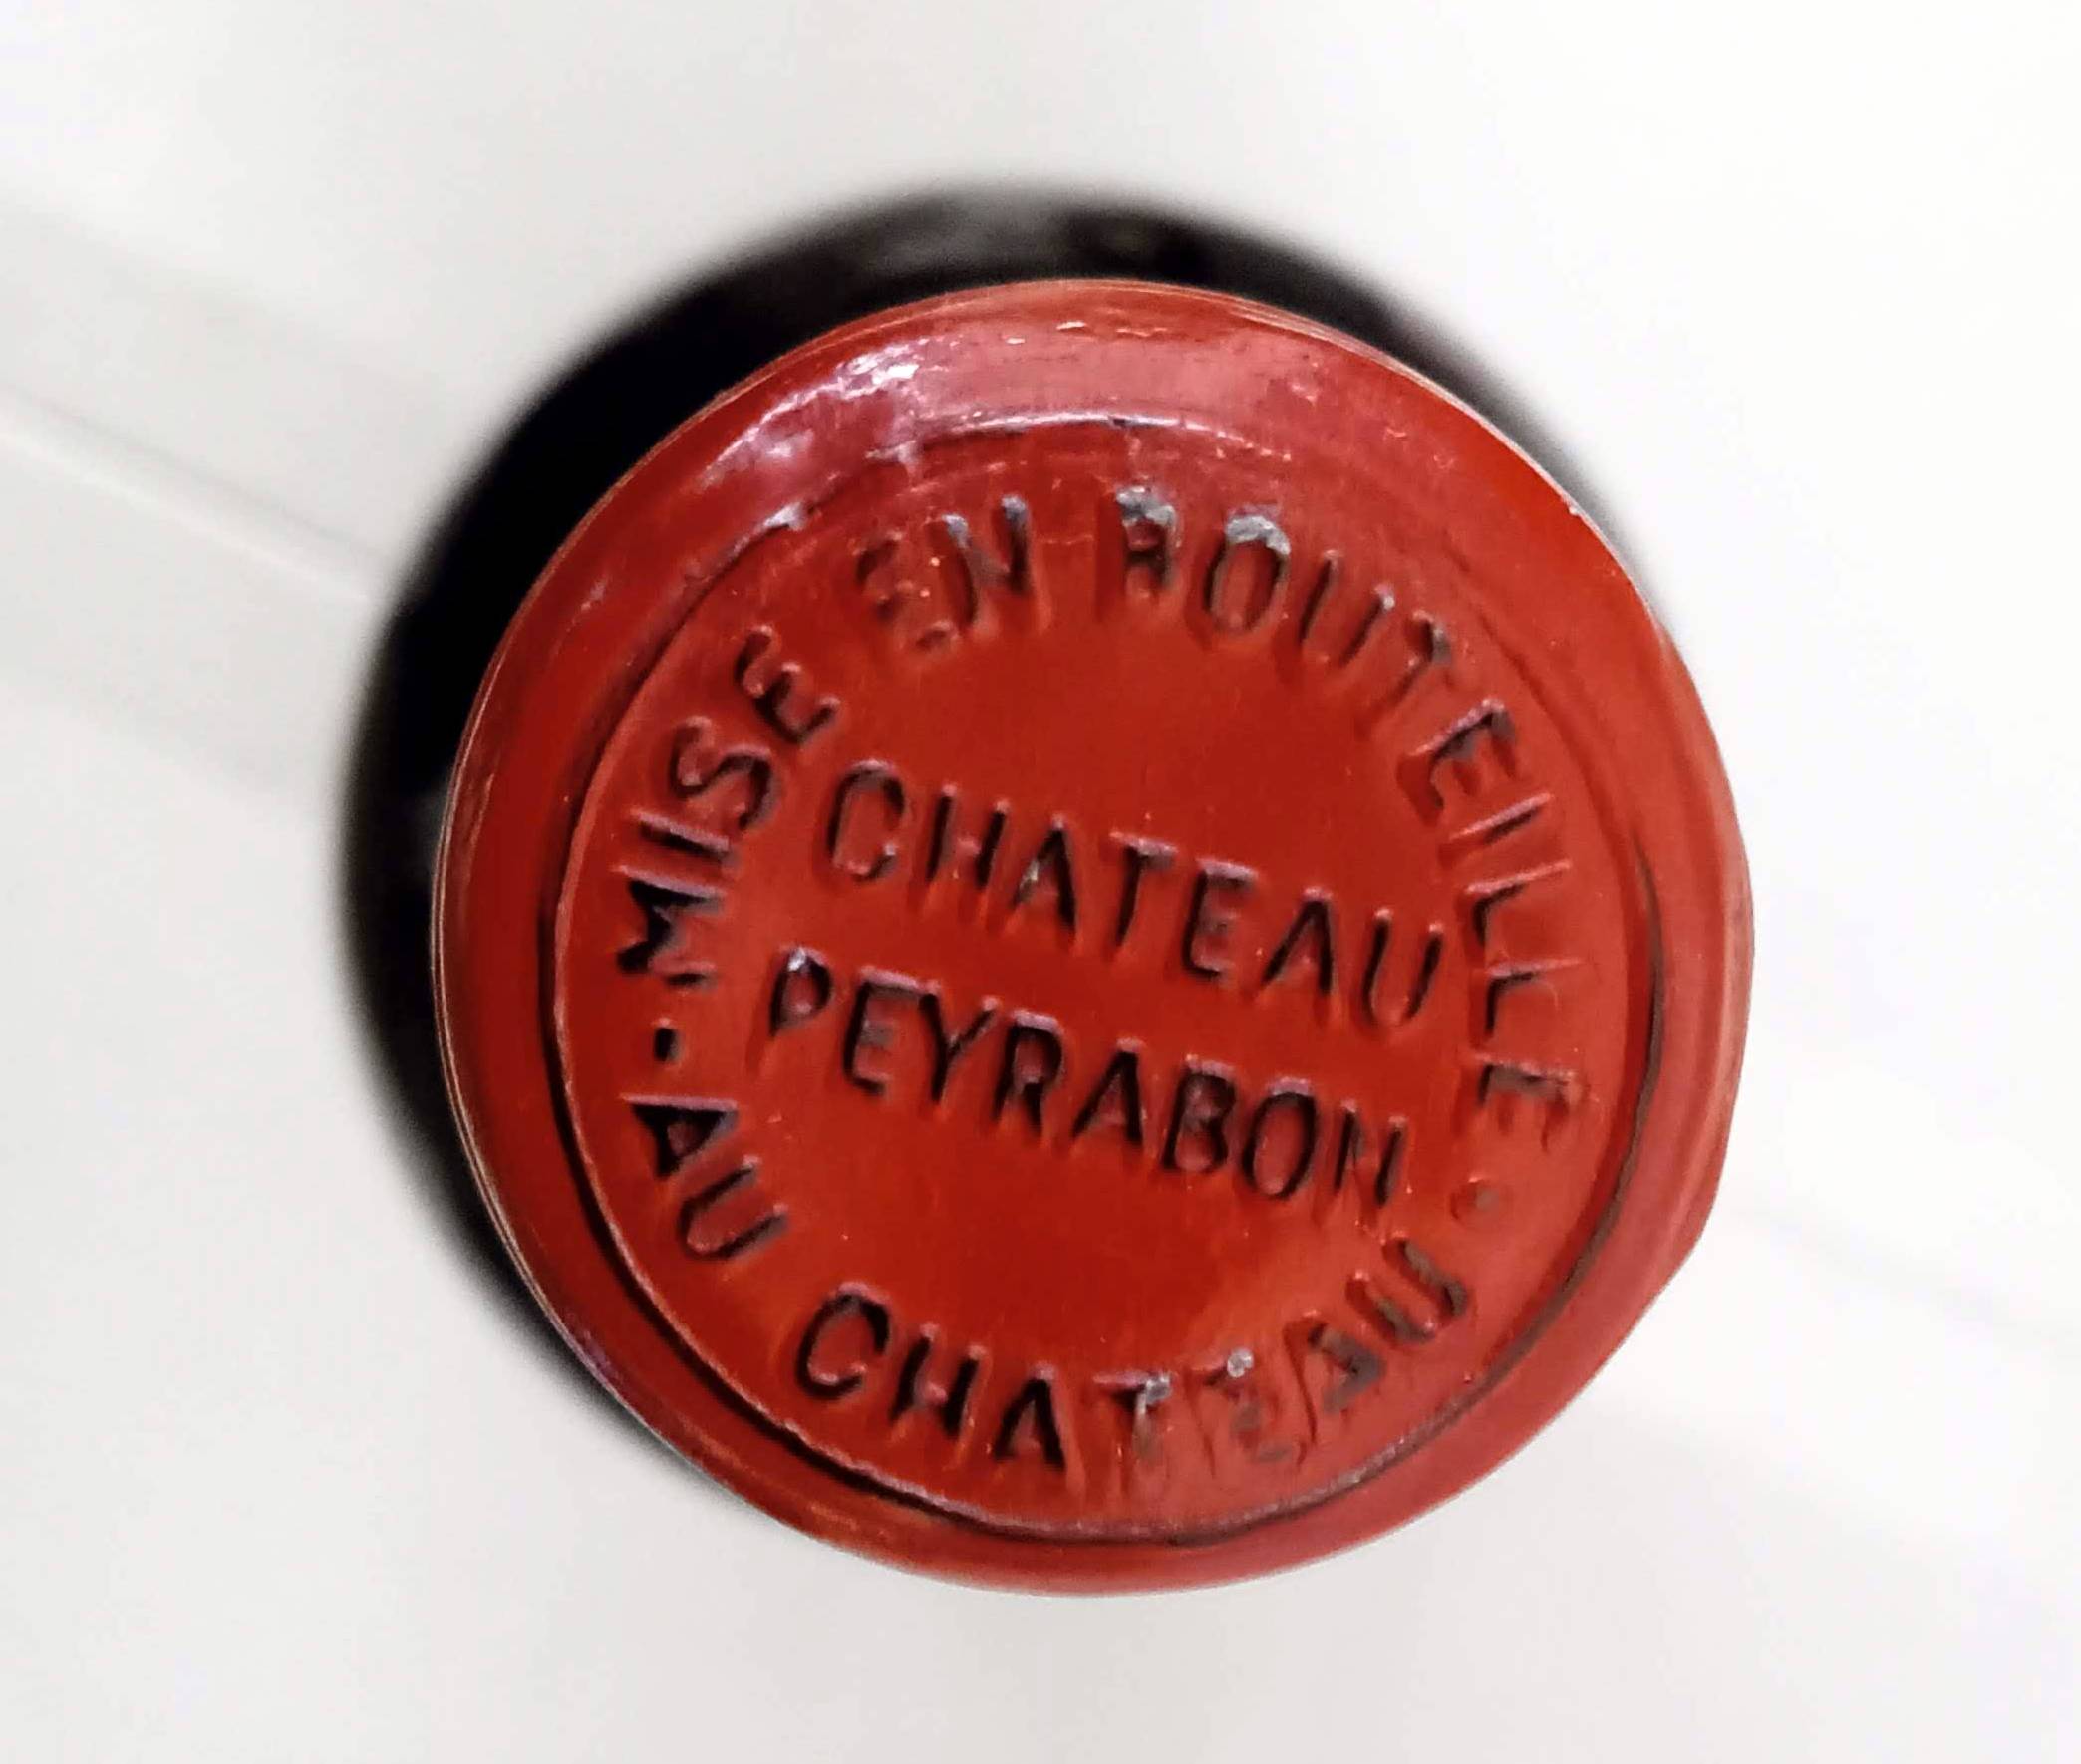 MISE EN BOUTEILLE
CHATEAU
PEYRABON
AU CHATEAU